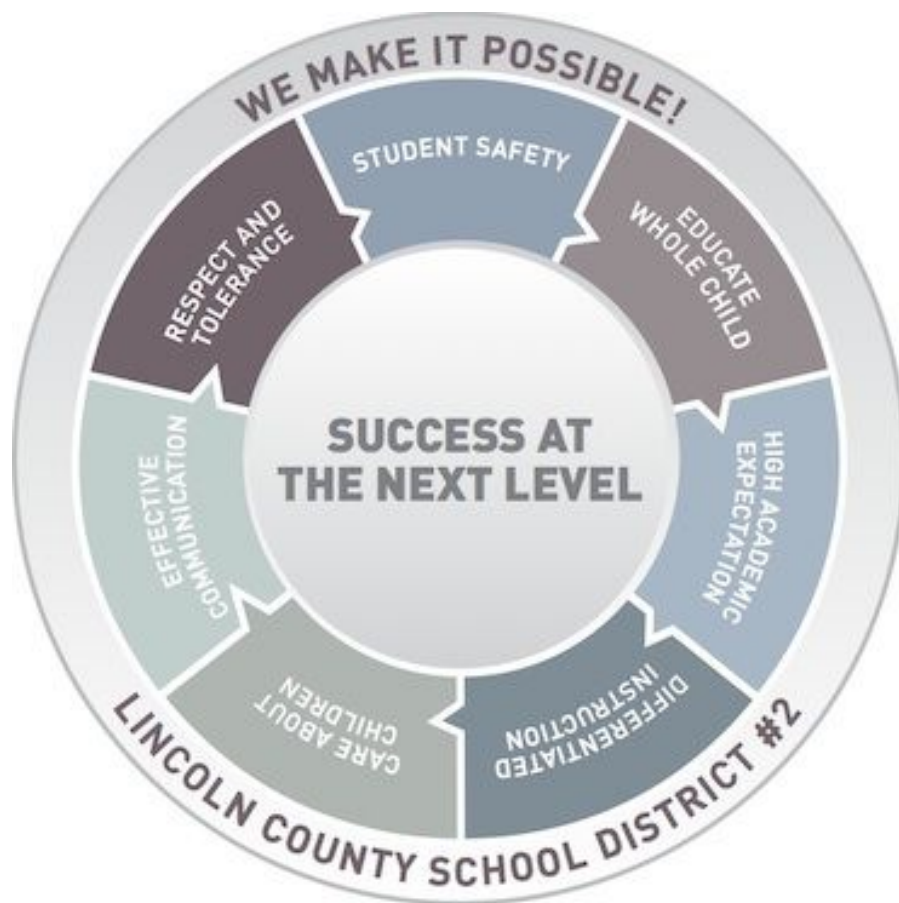 WE MAKE IT POSSIBLE!
STUDENT SAFETY
EDUCATE
WHOLE CHILD
HIGH ACADEMIC
EXPECTATION
DIFFERENTIATED
INSTRUCTION
CARE ABOUT
CHILDREN
EFFECTIVE
COMMUNICATION
RESPECT AND
TOLERANCE
SUCCESS AT
THE NEXT LEVEL
LINCOLN COUNTY SCHOOL DISTRICT #2